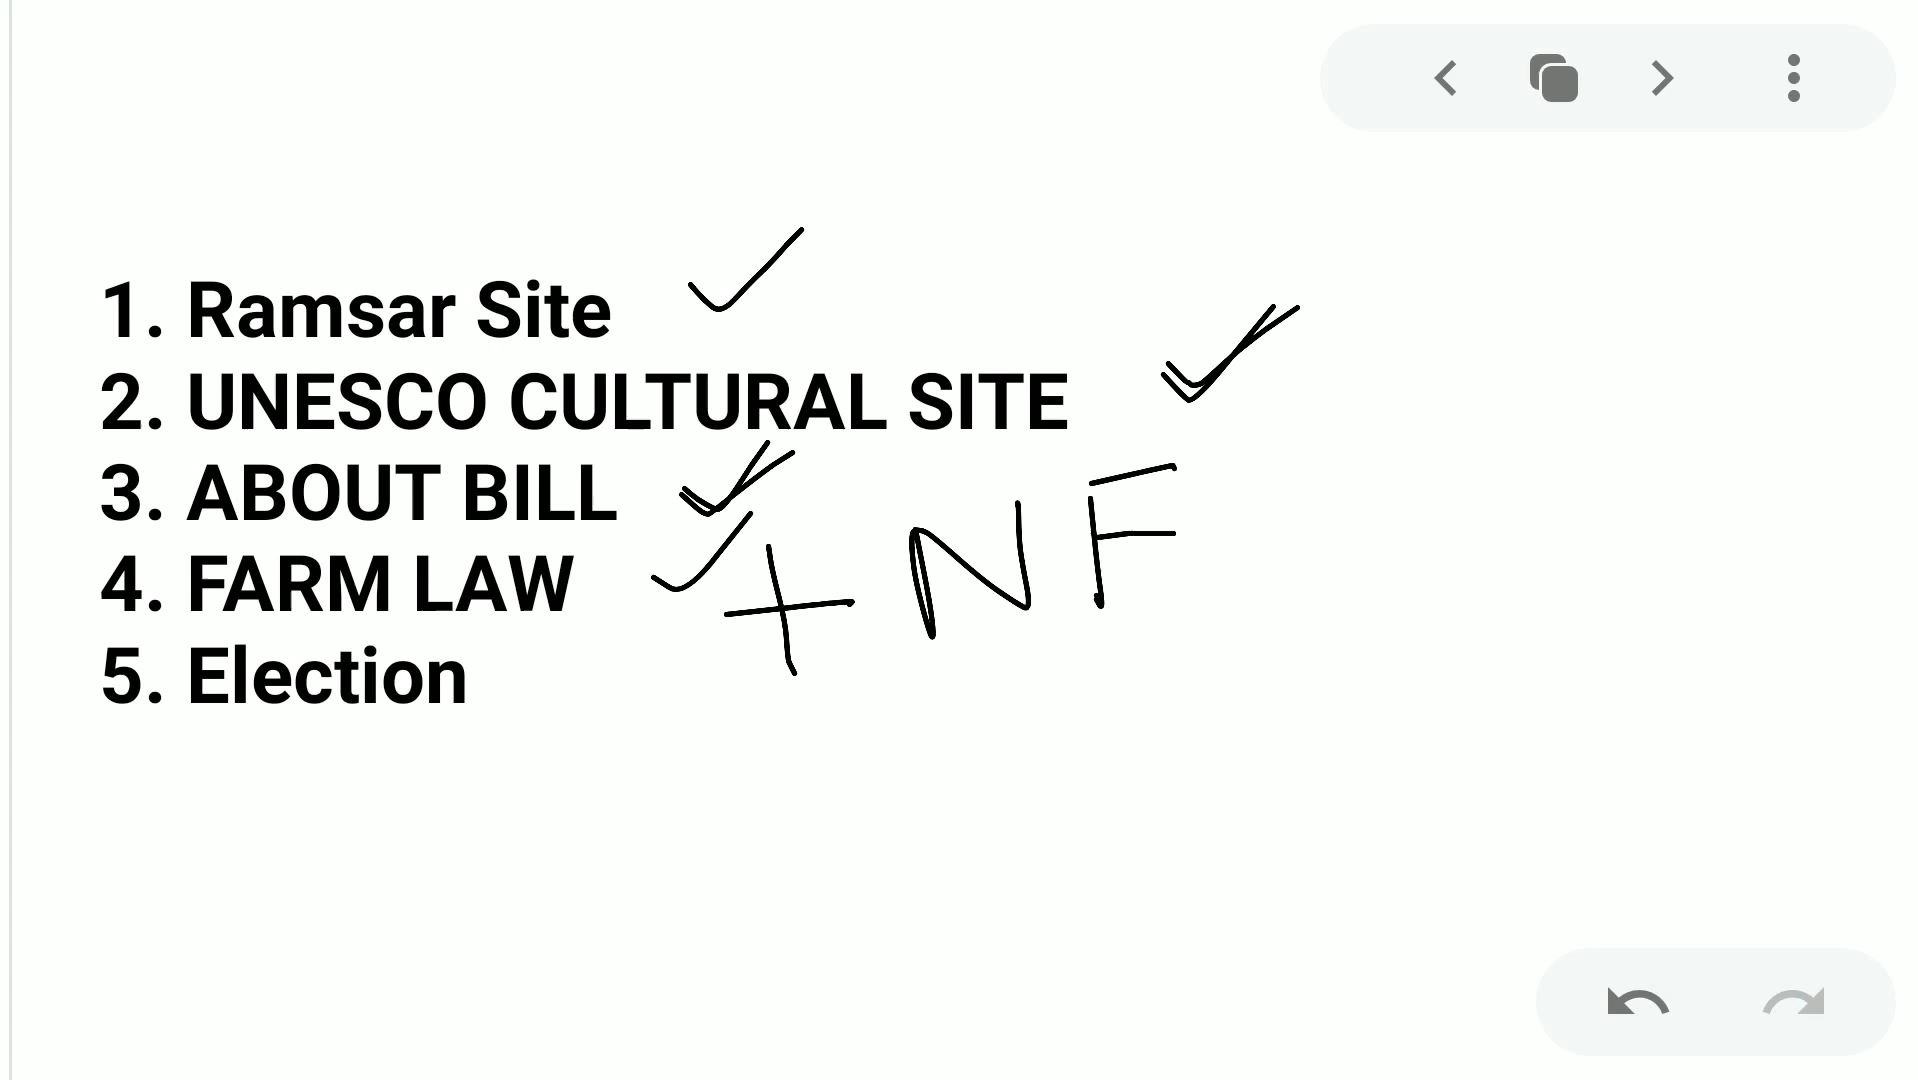 1. Ramsar Site
2. UNESCO CULTURAL SITE
3. ABOUT BILL
4. FARM LAW
+ NF
5. Election